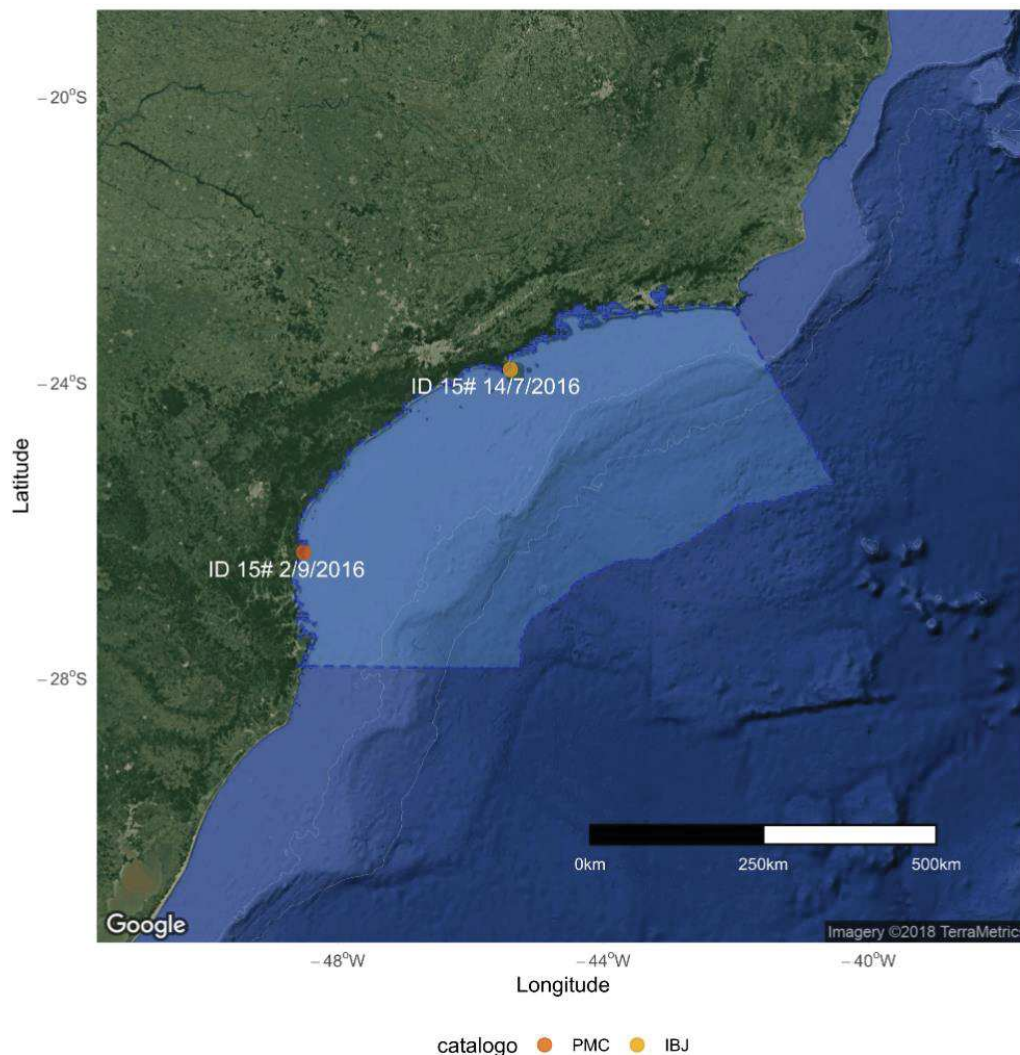 −20°S
−24°S
−28°S
Latitude
ID 15# 14/7/2016
ID 15# 2/9/2016
0km 250km 500km
Google
Imagery ©2018 TerraMetrics
−48°W −44°W −40°W
Longitude
catalogo PMC IBJ